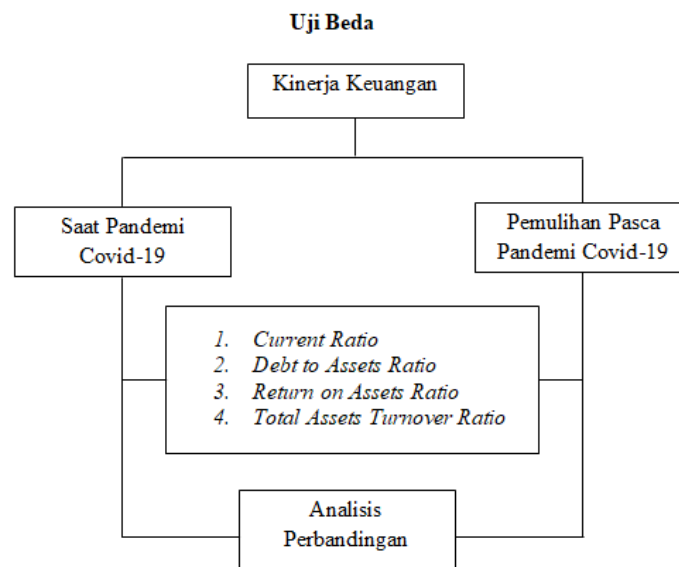 Uji Beda
Kinerja Keuangan
Saat Pandemi
Covid-19
Pemulihan Pasca
Pandemi Covid-19
1. Current Ratio
2. Debt to Assets Ratio
3. Return on Assets Ratio
4. Total Assets Turnover Ratio
Analisis
Perbandingan